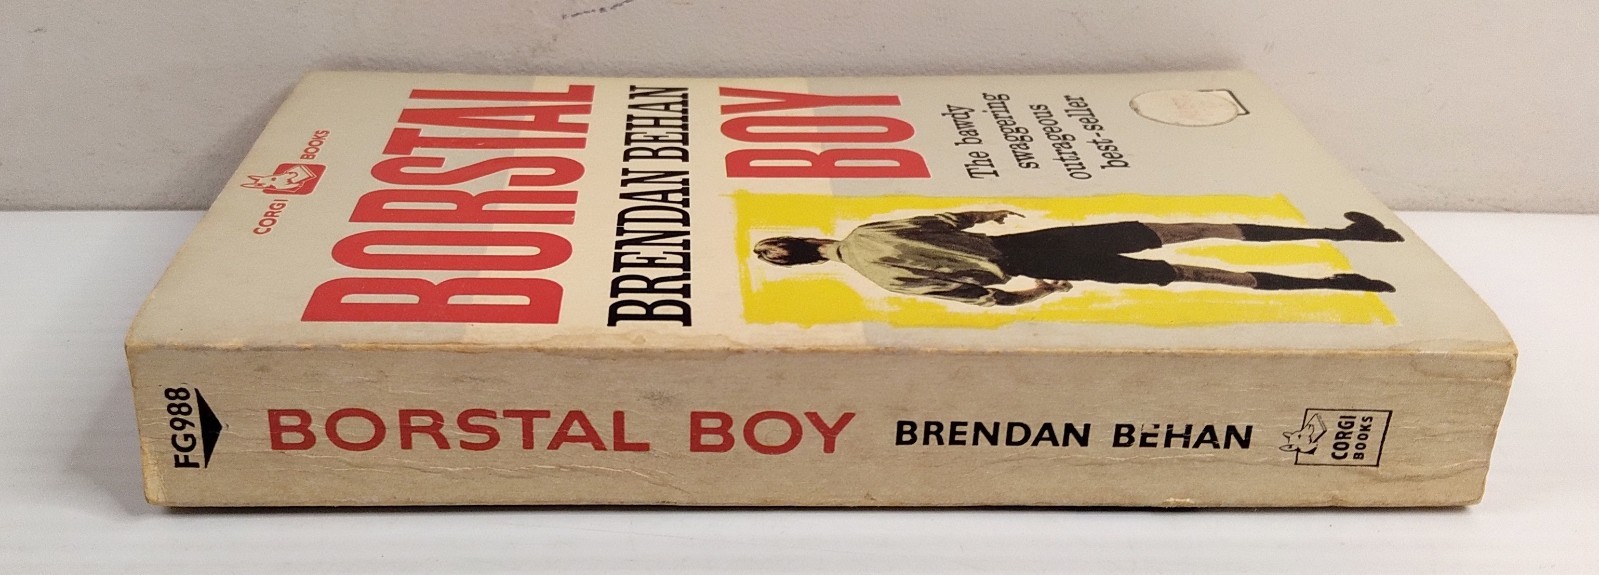 CORGI BOOKS
BORSTAL
BRENDAN BEHAN
BOY
The bawdy
swaggering
outrageous
best-seller
FG988
BORSTAL BOY
BRENDAN BEHAN
CORGI
BOOKS